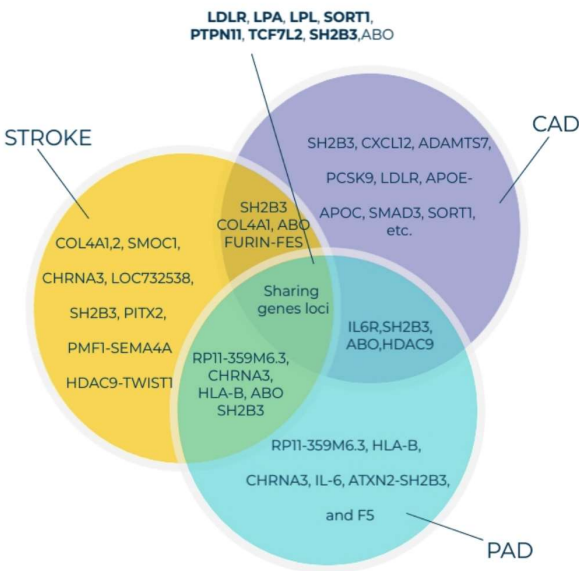 LDLR, LPA, LPL, SORT1,
PTPN11, TCF7L2, SH2B3,ABO
STROKE
CAD
SH2B3, CXCL12, ADAMTS7,
PCSK9, LDLR, APOE-
APOC, SMAD3, SORT1,
etc.
SH2B3
COL4A1, ABO
FURIN-FES
COL4A1,2, SMOC1,
CHRNA3, LOC732538,
SH2B3, PITX2,
PMF1-SEMA4A
HDAC9-TWIST1
Sharing
genes loci
IL6R,SH2B3,
ABO,HDAC9
RP11-359M6.3,
CHRNA3,
HLA-B, ABO
SH2B3
RP11-359M6.3, HLA-B,
CHRNA3, IL-6, ATXN2-SH2B3,
and F5
PAD